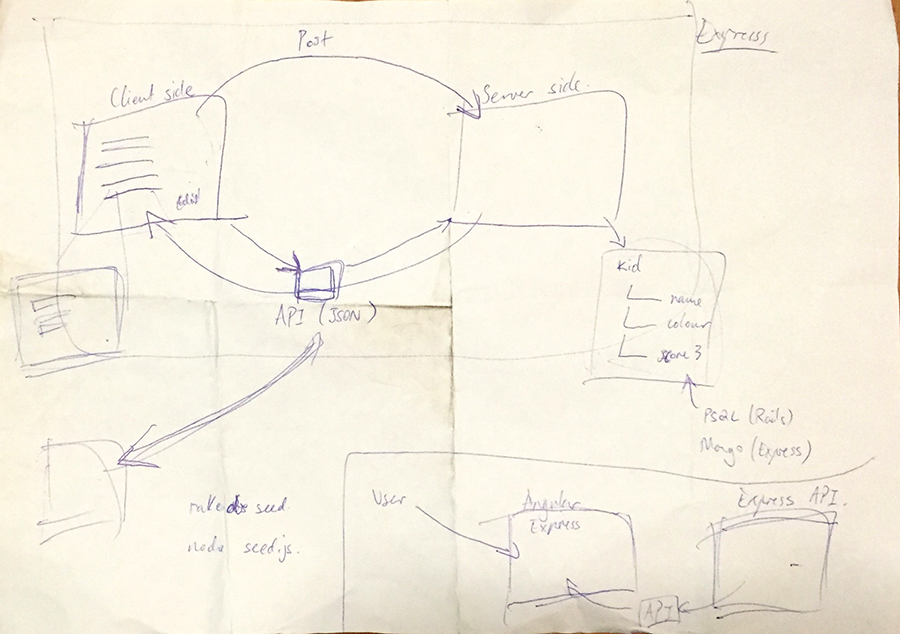 Express
Post
Client side
Server side.
edit
Kid
name
colour
score 3
API (JSON)
PSQL (Rails)
Mongo (Express)
rake db seed.
node seed.js.
User
Angular
Express
Express API.
API